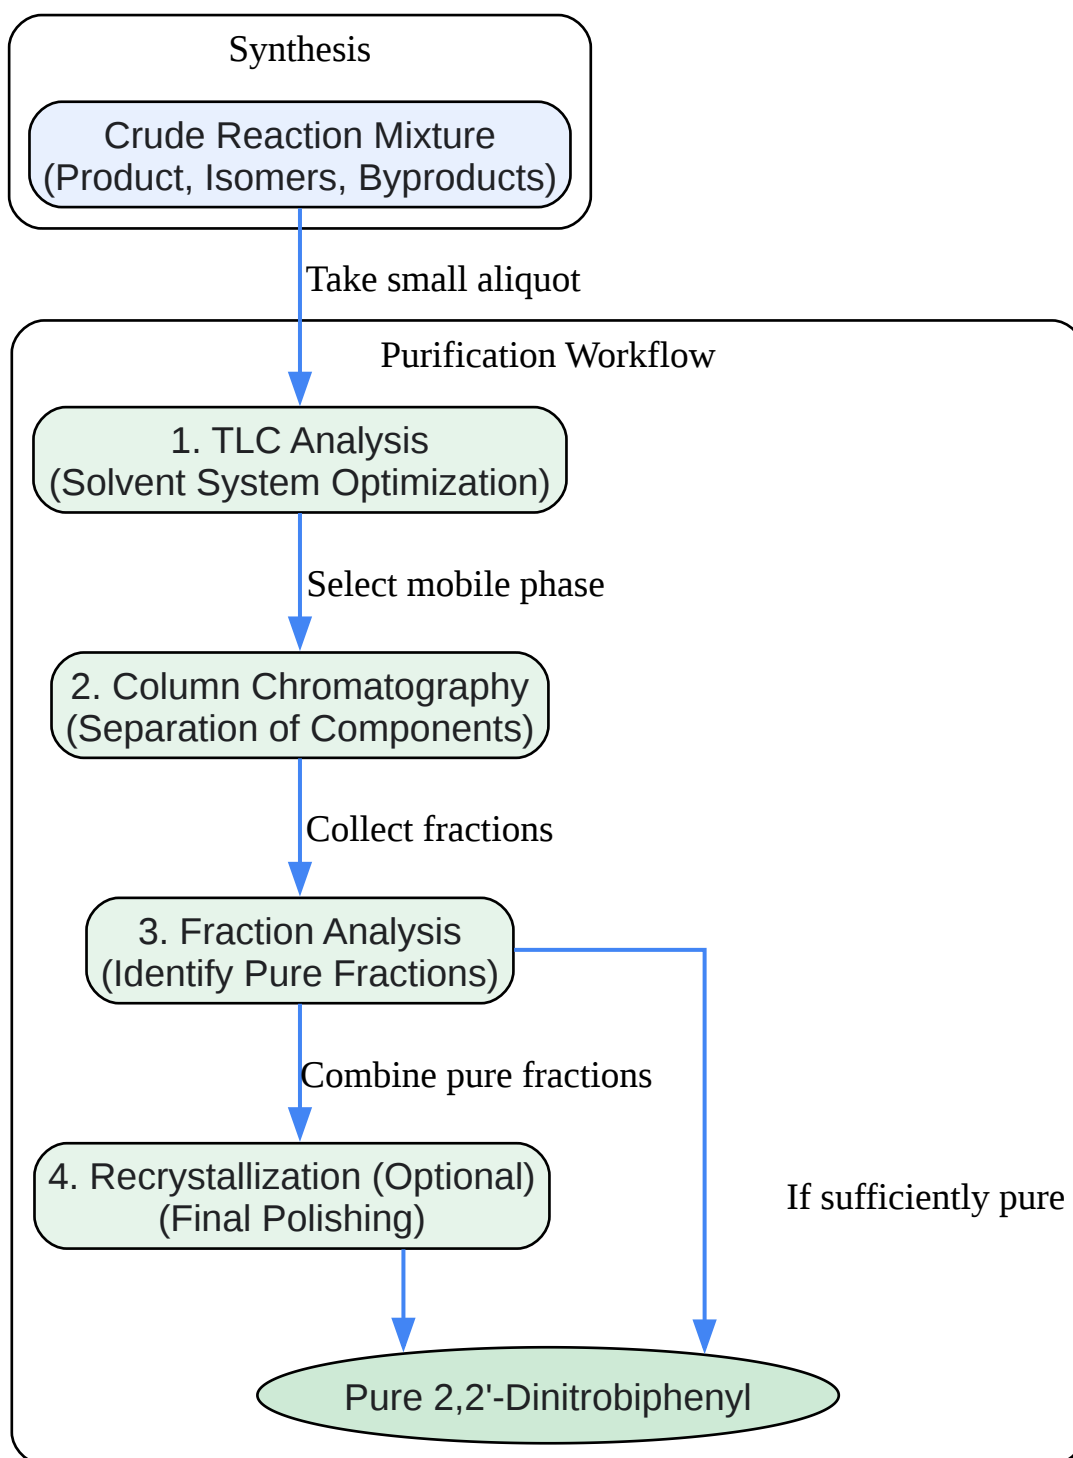 Synthesis
Crude Reaction Mixture
(Product, Isomers, Byproducts)
Take small aliquot
Purification Workflow
1. TLC Analysis
(Solvent System Optimization)
Select mobile phase
2. Column Chromatography
(Separation of Components)
Collect fractions
3. Fraction Analysis
(Identify Pure Fractions)
Combine pure fractions
4. Recrystallization (Optional)
(Final Polishing)
If sufficiently pure
Pure 2,2'-Dinitrobiphenyl